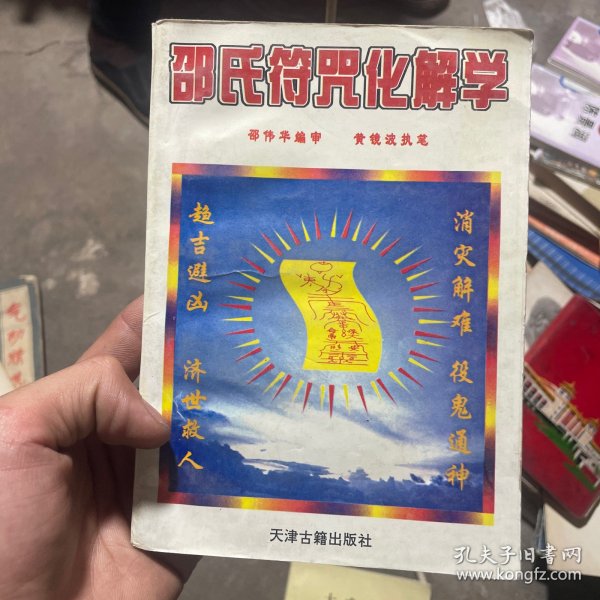 邵氏符咒化解学
邵伟华编审 黄镜波执笔
消灾解难 役鬼通神
趋吉避凶 济世救人
天津古籍出版社
孔夫子旧书网
www.kongfz.com